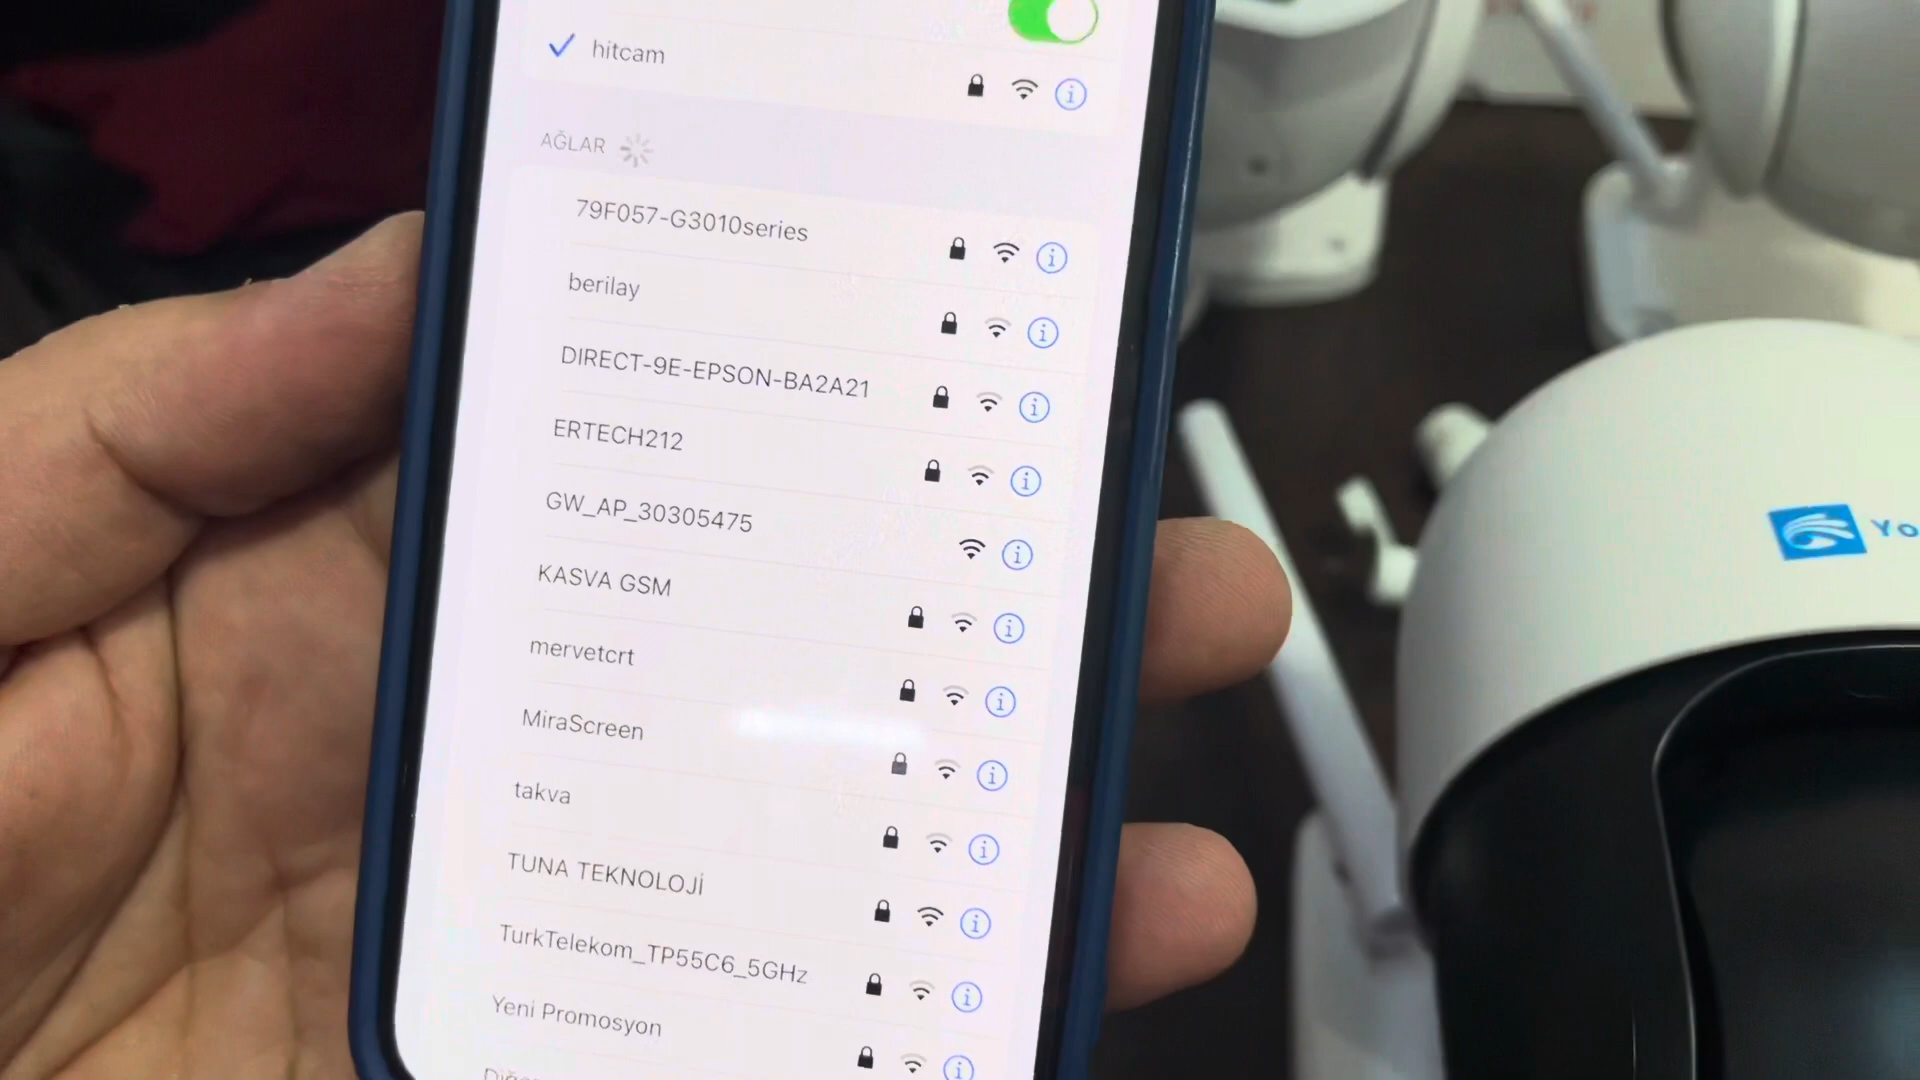 hitcam
AĞLAR
79F057-G3010series
berilay
DIRECT-9E-EPSON-BA2A21
ERTECH212
GW_AP_30305475
KASVA GSM
mervetcrt
MiraScreen
takva
TUNA TEKNOLOJİ
TurkTelekom_TP55C6_5GHz
Yeni Promosyon